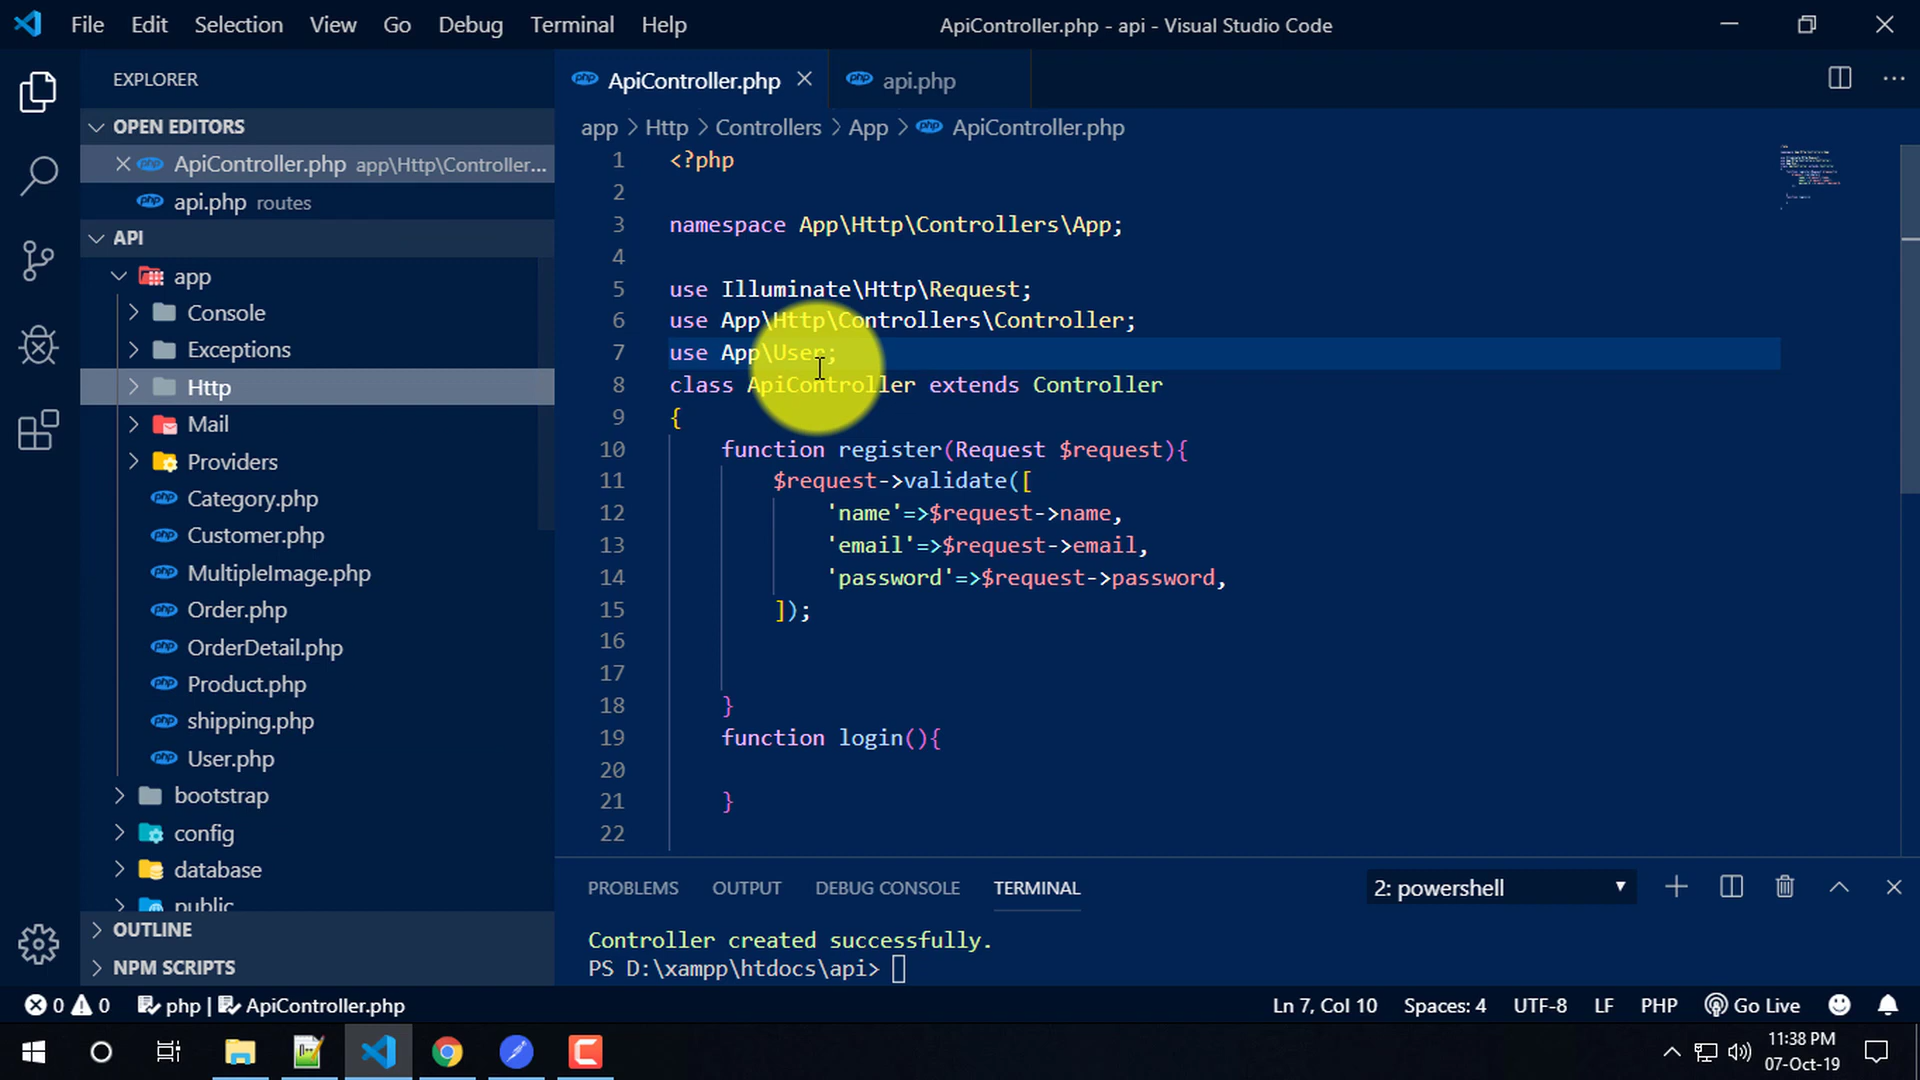 File Edit Selection View Go Debug Terminal Help
ApiController.php - api - Visual Studio Code
EXPLORER
OPEN EDITORS
ApiController.php app\Http\Controller...
api.php routes
API
app
Console
Exceptions
Http
Mail
Providers
Category.php
Customer.php
MultipleImage.php
Order.php
OrderDetail.php
Product.php
shipping.php
User.php
bootstrap
config
database
public
OUTLINE
NPM SCRIPTS
ApiController.php api.php
app > Http > Controllers > App > ApiController.php
1 <?php
2
3 namespace App\Http\Controllers\App;
4
5 use Illuminate\Http\Request;
6 use App\Http\Controllers\Controller;
7 use App\User;
8 class ApiController extends Controller
9 {
10 function register(Request $request){
11 $request->validate([
12 'name'=>$request->name,
13 'email'=>$request->email,
14 'password'=>$request->password,
15 ]);
16
17
18 }
19 function login(){
20
21 }
22
PROBLEMS OUTPUT DEBUG CONSOLE TERMINAL 2: powershell
Controller created successfully.
PS D:\xampp\htdocs\api>
0 0 php | ApiController.php Ln 7, Col 10 Spaces: 4 UTF-8 LF PHP Go Live
11:38 PM
07-Oct-19